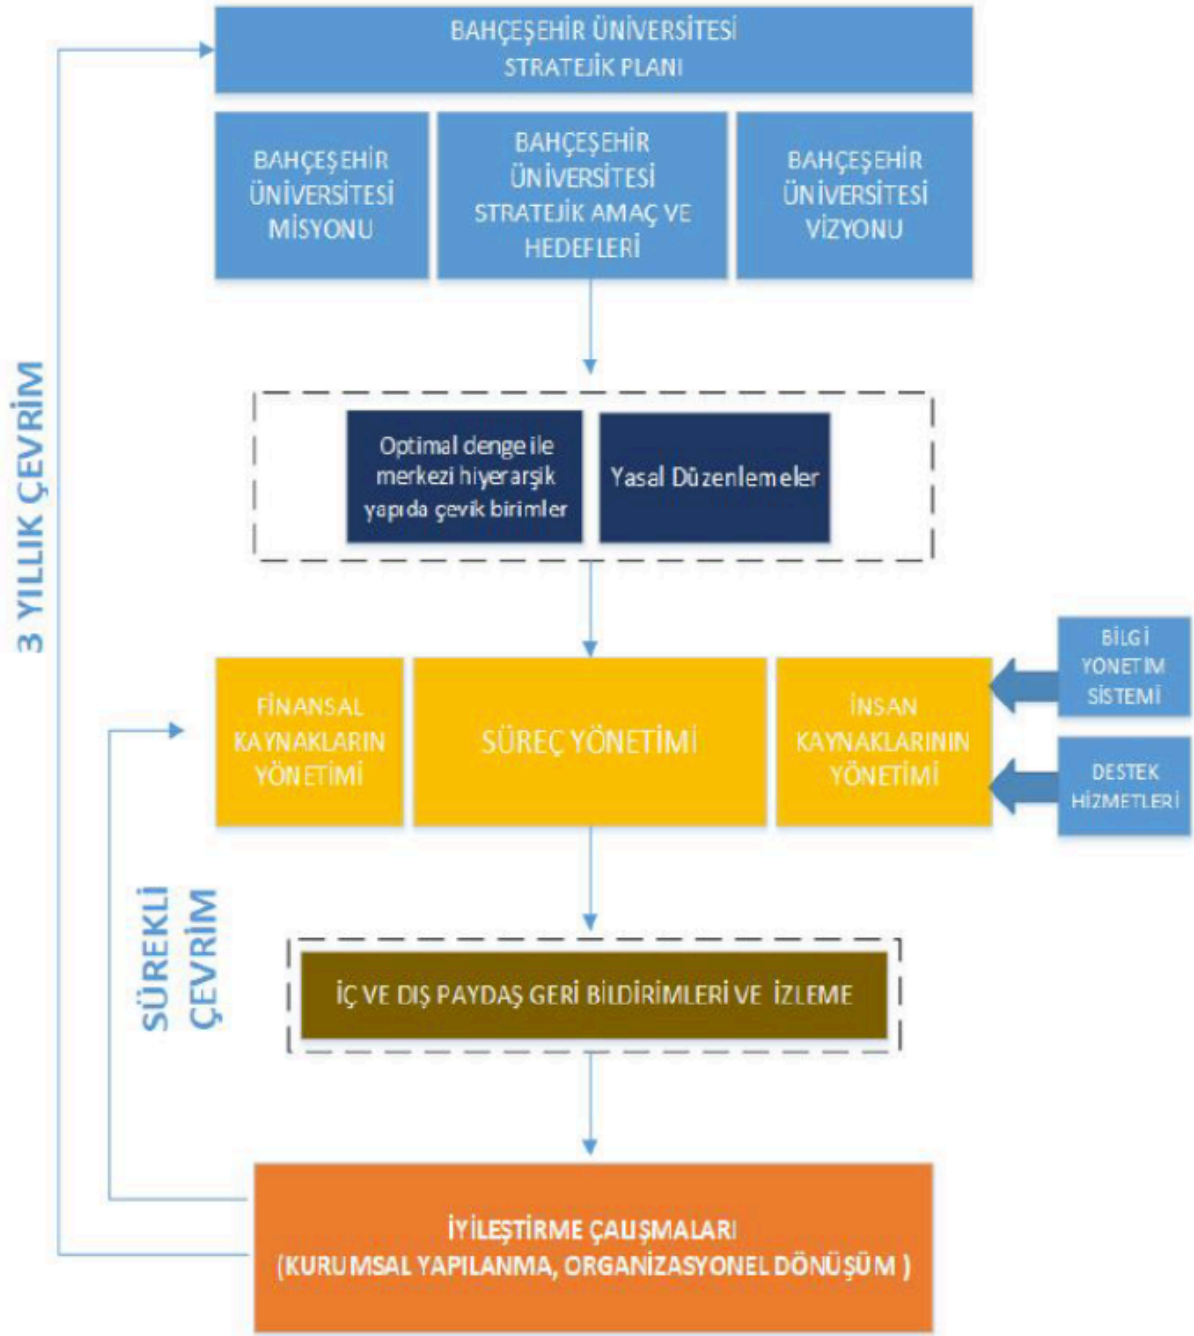 BAHÇEŞEHİR ÜNİVERSİTESİ
STRATEJİK PLANI
BAHÇEŞEHİR
ÜNİVERSİTESİ
MİSYONU
BAHÇEŞEHİR
ÜNİVERSİTESİ
STRATEJİK AMAÇ VE
HEDEFLERİ
BAHÇEŞEHİR
ÜNİVERSİTESİ
VİZYONU
3 YILLIK ÇEVRİM
Optimal denge ile
merkezi hiyerarşik
yapıda çevik birimler
Yasal Düzenlemeler
FİNANSAL
KAYNAKLARIN
YÖNETİMİ
SÜREÇ YÖNETİMİ
İNSAN
KAYNAKLARININ
YÖNETİMİ
BİLGİ
YÖNETİM
SİSTEMİ
DESTEK
HİZMETLERİ
SÜREKLİ
ÇEVRİM
İÇ VE DIŞ PAYDAŞ GERİ BİLDİRİMLERİ VE İZLEME
İYİLEŞTİRME ÇALIŞMALARI
(KURUMSAL YAPILANMA, ORGANİZASYONEL DÖNÜŞÜM )